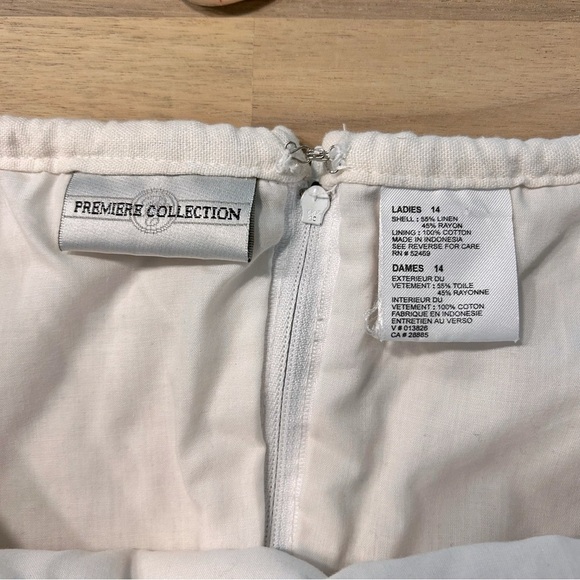 PREMIERE COLLECTION
LADIES 14
SHELL : 55% LINEN
45% RAYON
LINING : 100% COTTON
MADE IN INDONESIA
SEE REVERSE FOR CARE
RN # 52469
DAMES 14
EXTERIEUR DU
VETEMENT : 55% TOILE
45% RAYONNE
INTERIEUR DU
VETEMENT : 100% COTON
FABRIQUE EN INDONESIE
ENTRETIEN AU VERSO
V # 013826
CA # 28885